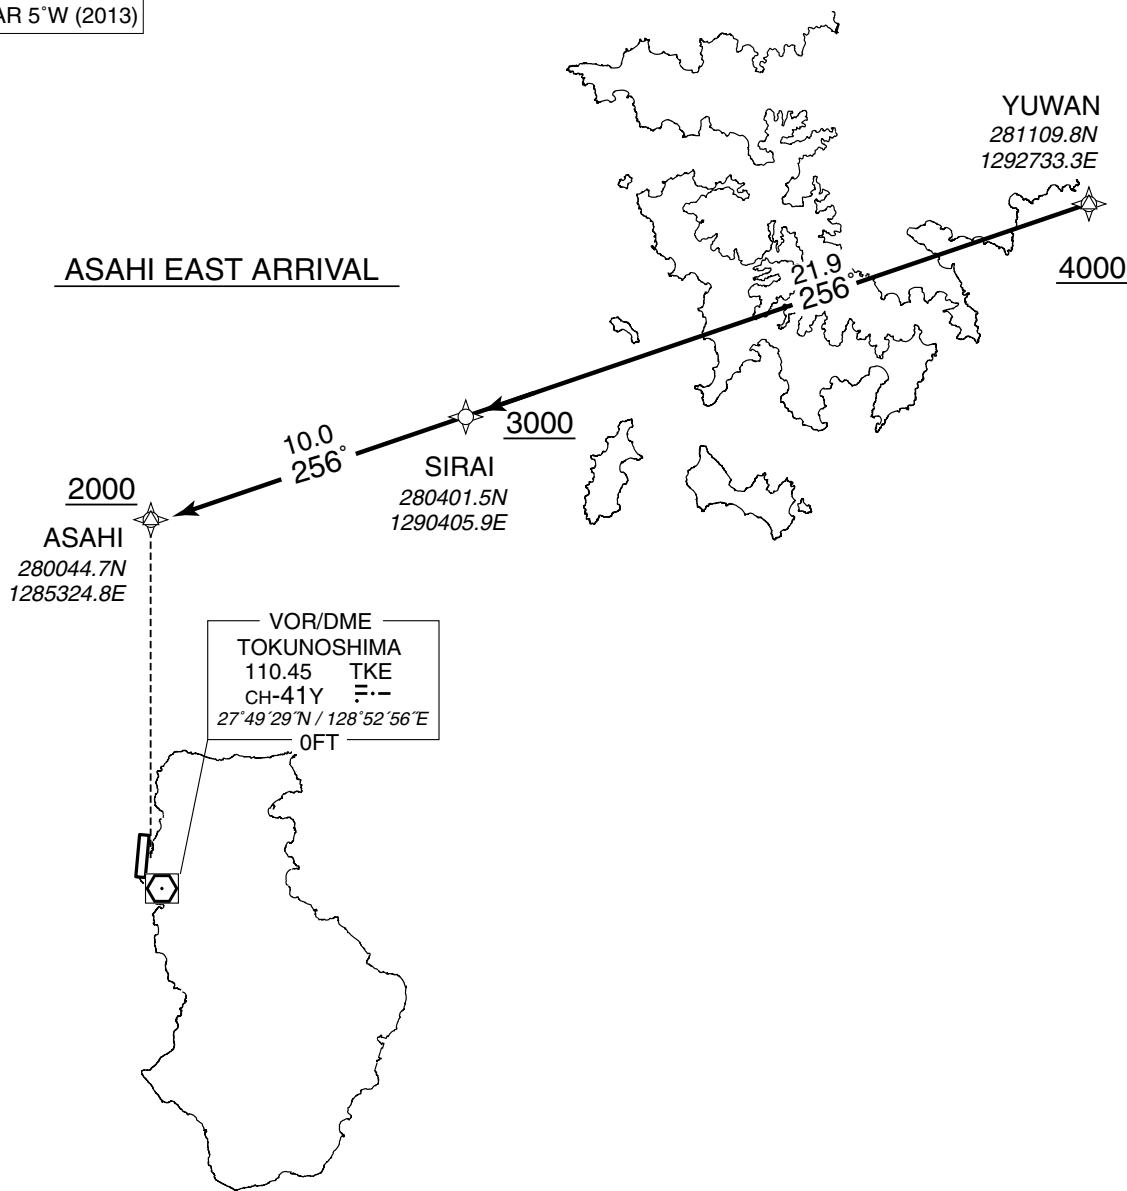 5˚W (2013)
YUWAN
281109.8N
1292733.3E
4000
ASAHI EAST ARRIVAL
21.9
256˚
3000
SIRAI
280401.5N
1290405.9E
10.0
256˚
2000
ASAHI
280044.7N
1285324.8E
VOR/DME
TOKUNOSHIMA
110.45 TKE
CH-41Y
27˚49´29˝N / 128˚52´56˝E
0FT